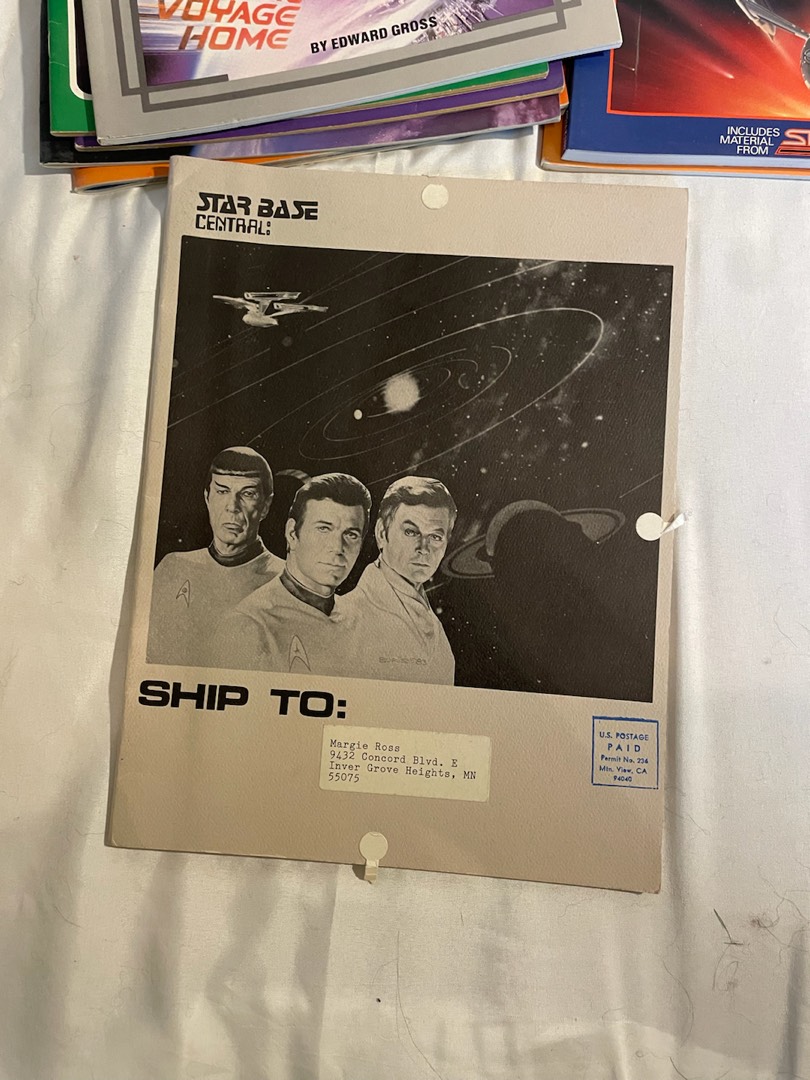 VOYAGE
HOME
BY EDWARD GROSS
INCLUDES
MATERIAL
FROM
STAR BASE
CENTRAL:
SHIP TO:
Margie Ross
9432 Concord Blvd. E
Inver Grove Heights, MN
55075
U.S. POSTAGE
PAID
Permit No. 234
Mtn. View, CA
94040